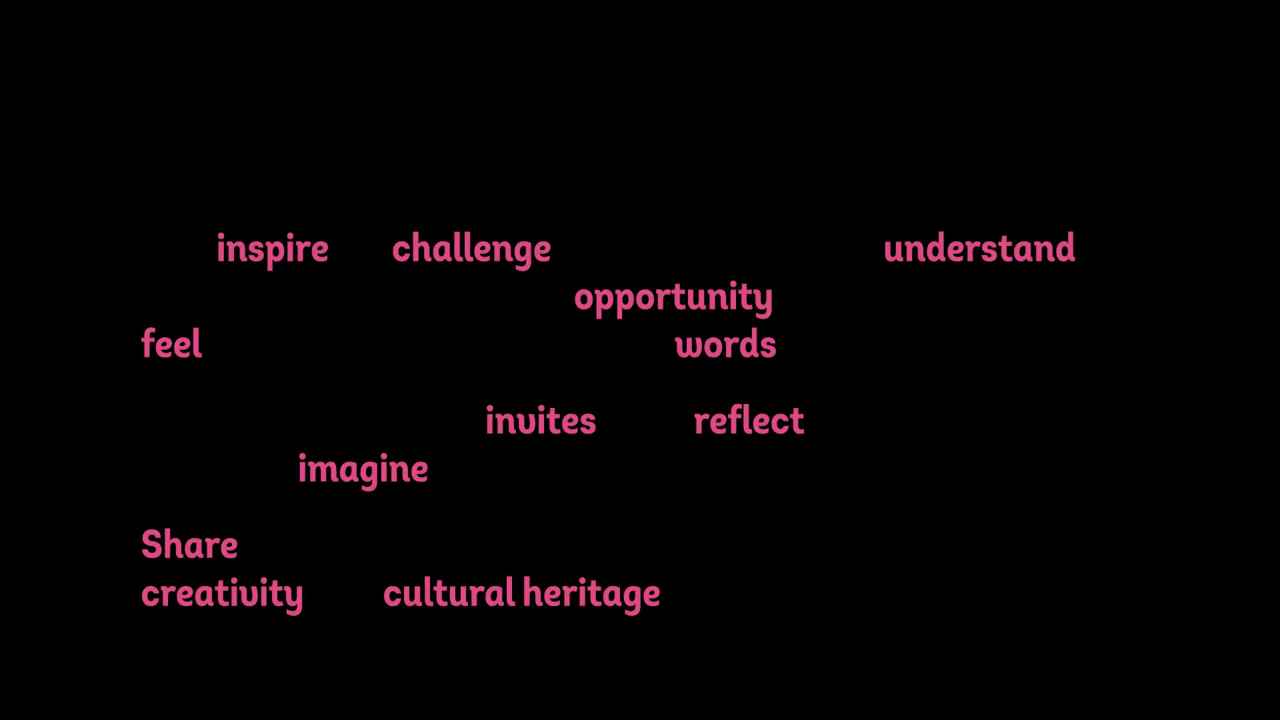 inspire challenge understand
opportunity
feel words
invites reflect
imagine
Share
creativity cultural heritage